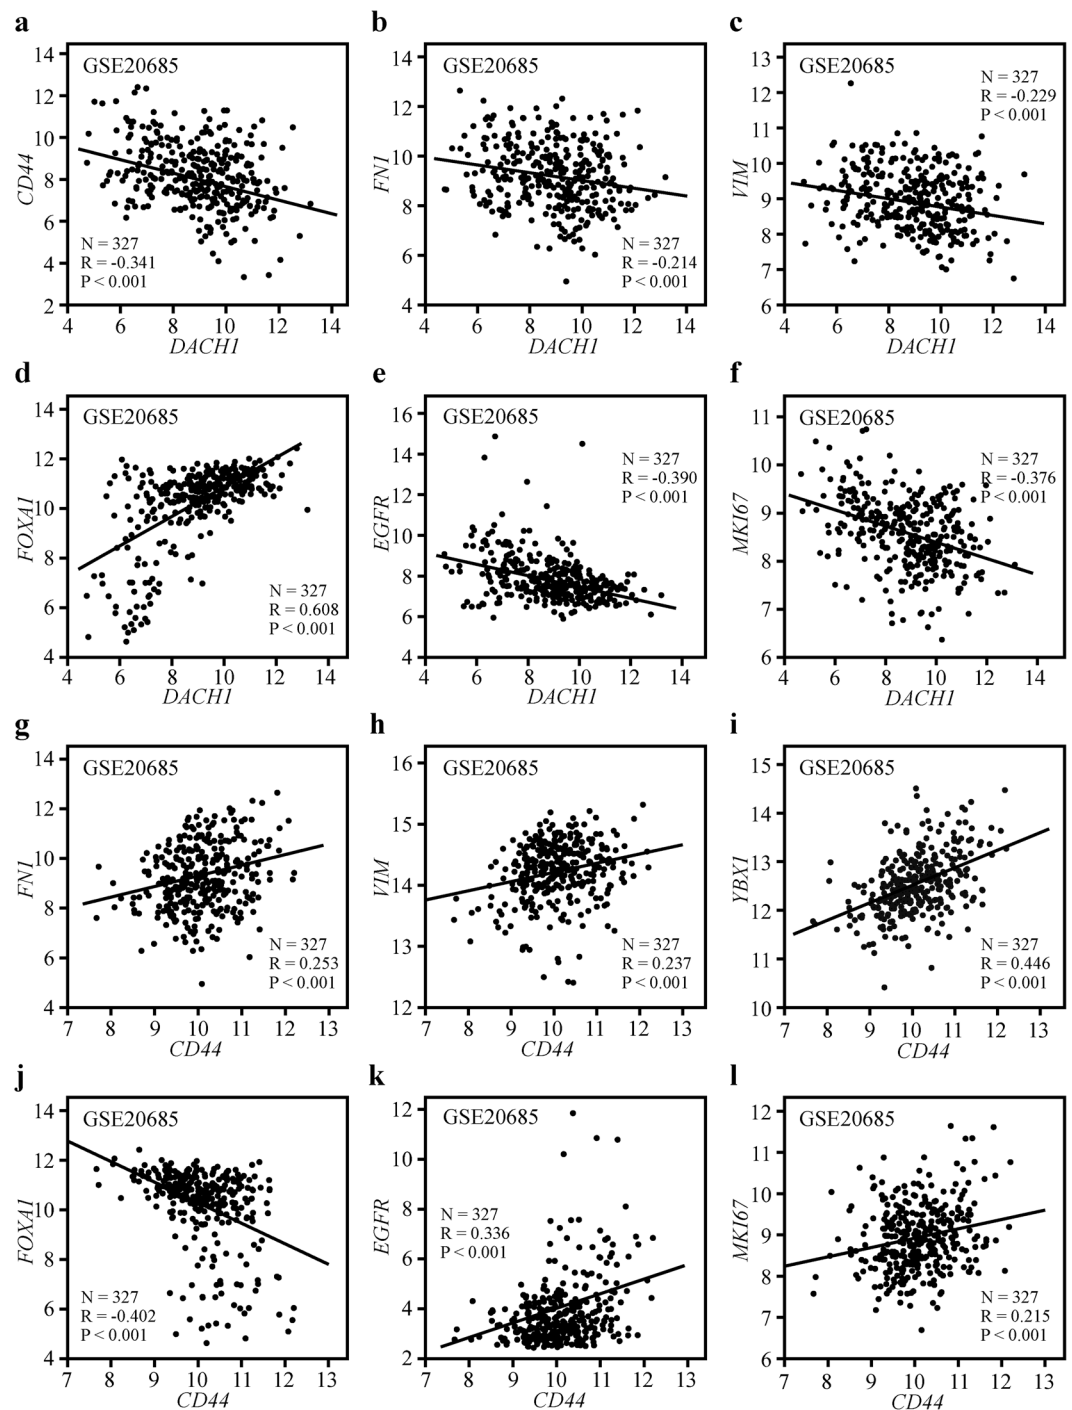 a
GSE20685
14
12
10
8
6
4
2
CD44
N = 327
R = -0.341
P < 0.001
4 6 8 10 12 14
DACH1
b
GSE20685
14
12
10
8
6
4
FN1
N = 327
R = -0.214
P < 0.001
4 6 8 10 12 14
DACH1
c
GSE20685
13
12
11
10
9
8
7
6
VIM
N = 327
R = -0.229
P < 0.001
4 6 8 10 12 14
DACH1
d
GSE20685
14
12
10
8
6
4
FOXA1
N = 327
R = 0.608
P < 0.001
4 6 8 10 12 14
DACH1
e
GSE20685
16
14
12
10
8
6
4
EGFR
N = 327
R = -0.390
P < 0.001
4 6 8 10 12 14
DACH1
f
GSE20685
11
10
9
8
7
6
MKI67
N = 327
R = -0.376
P < 0.001
4 6 8 10 12 14
DACH1
g
GSE20685
14
12
10
8
6
4
FN1
N = 327
R = 0.253
P < 0.001
7 8 9 10 11 12 13
CD44
h
GSE20685
16
15
14
13
12
VIM
N = 327
R = 0.237
P < 0.001
7 8 9 10 11 12 13
CD44
i
GSE20685
15
14
13
12
11
10
YBX1
N = 327
R = 0.446
P < 0.001
7 8 9 10 11 12 13
CD44
j
GSE20685
14
12
10
8
6
4
FOXA1
N = 327
R = -0.402
P < 0.001
7 8 9 10 11 12 13
CD44
k
GSE20685
12
10
8
6
4
2
EGFR
N = 327
R = 0.336
P < 0.001
7 8 9 10 11 12 13
CD44
l
GSE20685
12
11
10
9
8
7
6
MKI67
N = 327
R = 0.215
P < 0.001
7 8 9 10 11 12 13
CD44